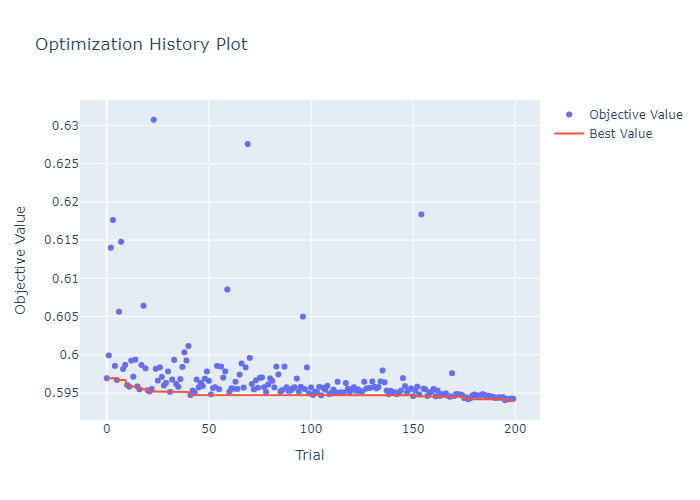 Optimization History Plot
Objective Value
Best Value
0.63
0.625
0.62
0.615
0.61
0.605
0.6
0.595
0
50
100
150
200
Objective Value
Trial